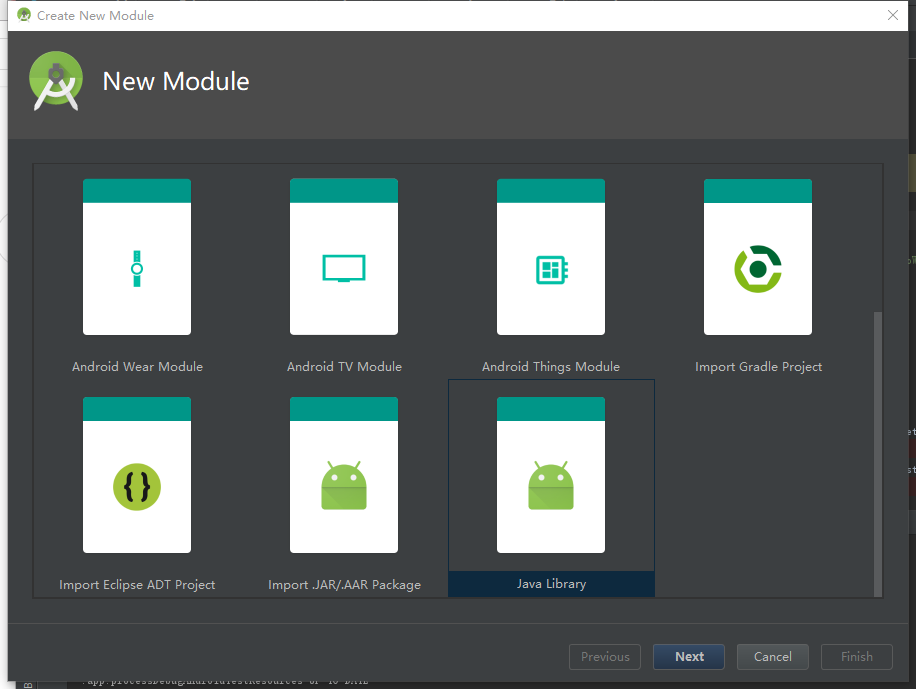 Create New Module
New Module
Android Wear Module
Android TV Module
Android Things Module
Import Gradle Project
Import Eclipse ADT Project
Import .JAR/.AAR Package
Java Library
Previous
Next
Cancel
Finish